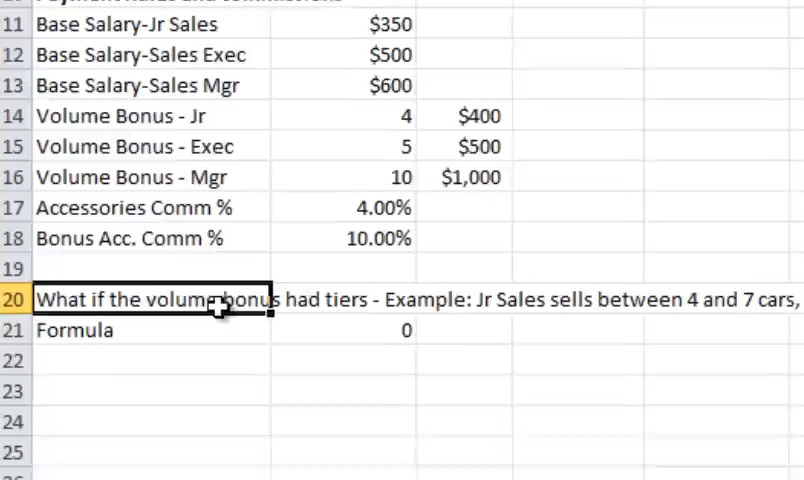 11 Base Salary-Jr Sales $350
12 Base Salary-Sales Exec $500
13 Base Salary-Sales Mgr $600
14 Volume Bonus - Jr 4 $400
15 Volume Bonus - Exec 5 $500
16 Volume Bonus - Mgr 10 $1,000
17 Accessories Comm % 4.00%
18 Bonus Acc. Comm % 10.00%
19
20 What if the volume bonus had tiers - Example: Jr Sales sells between 4 and 7 cars,
21 Formula 0
22
23
24
25